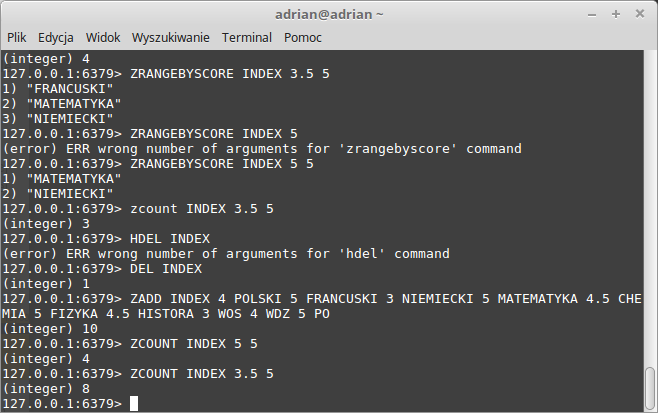 adrian@adrian ~
Plik Edycja Widok Wyszukiwanie Terminal Pomoc
(integer) 4
127.0.0.1:6379> ZRANGEBYSCORE INDEX 3.5 5
1) "FRANCUSKI"
2) "MATEMATYKA"
3) "NIEMIECKI"
127.0.0.1:6379> ZRANGEBYSCORE INDEX 5
(error) ERR wrong number of arguments for 'zrangebyscore' command
127.0.0.1:6379> ZRANGEBYSCORE INDEX 5 5
1) "MATEMATYKA"
2) "NIEMIECKI"
127.0.0.1:6379> zcount INDEX 3.5 5
(integer) 3
127.0.0.1:6379> HDEL INDEX
(error) ERR wrong number of arguments for 'hdel' command
127.0.0.1:6379> DEL INDEX
(integer) 1
127.0.0.1:6379> ZADD INDEX 4 POLSKI 5 FRANCUSKI 3 NIEMIECKI 5 MATEMATYKA 4.5 CHE
MIA 5 FIZYKA 4.5 HISTORA 3 WOS 4 WDZ 5 PO
(integer) 10
127.0.0.1:6379> ZCOUNT INDEX 5 5
(integer) 4
127.0.0.1:6379> ZCOUNT INDEX 3.5 5
(integer) 8
127.0.0.1:6379>